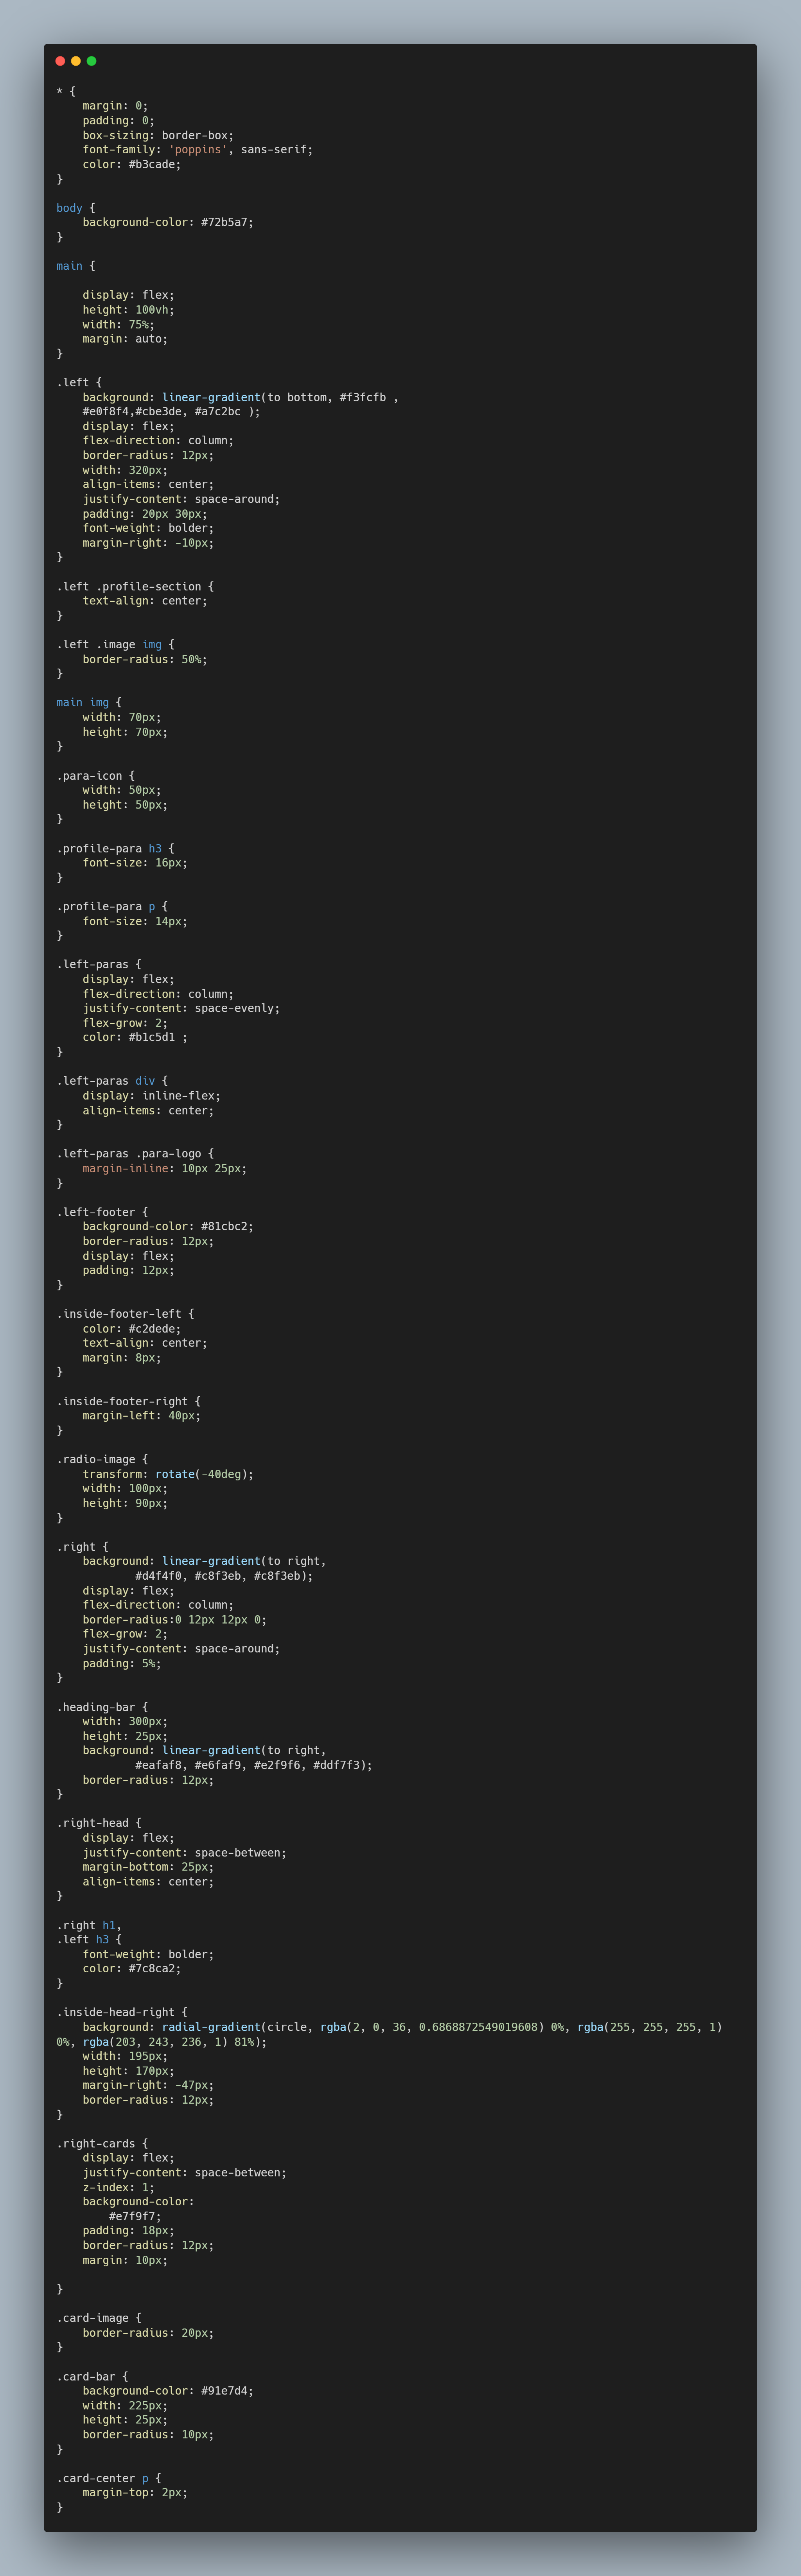 * {
    margin: 0;
    padding: 0;
    box-sizing: border-box;
    font-family: 'poppins', sans-serif;
    color: #b3cade;
}

body {
    background-color: #72b5a7;
}

main {

    display: flex;
    height: 100vh;
    width: 75%;
    margin: auto;
}

.left {
    background: linear-gradient(to bottom, #f3fcfb ,
    #e0f8f4,#cbe3de, #a7c2bc );
    display: flex;
    flex-direction: column;
    border-radius: 12px;
    width: 320px;
    align-items: center;
    justify-content: space-around;
    padding: 20px 30px;
    font-weight: bolder;
    margin-right: -10px;
}

.left .profile-section {
    text-align: center;
}

.left .image img {
    border-radius: 50%;
}

main img {
    width: 70px;
    height: 70px;
}

.para-icon {
    width: 50px;
    height: 50px;
}

.profile-para h3 {
    font-size: 16px;
}

.profile-para p {
    font-size: 14px;
}

.left-paras {
    display: flex;
    flex-direction: column;
    justify-content: space-evenly;
    flex-grow: 2;
    color: #b1c5d1 ;
}

.left-paras div {
    display: inline-flex;
    align-items: center;
}

.left-paras .para-logo {
    margin-inline: 10px 25px;
}

.left-footer {
    background-color: #81cbc2;
    border-radius: 12px;
    display: flex;
    padding: 12px;
}

.inside-footer-left {
    color: #c2dede;
    text-align: center;
    margin: 8px;
}

.inside-footer-right {
    margin-left: 40px;
}

.radio-image {
    transform: rotate(-40deg);
    width: 100px;
    height: 90px;
}

.right {
    background: linear-gradient(to right,
            #d4f4f0, #c8f3eb, #c8f3eb);
    display: flex;
    flex-direction: column;
    border-radius:0 12px 12px 0;
    flex-grow: 2;
    justify-content: space-around;
    padding: 5%;
}

.heading-bar {
    width: 300px;
    height: 25px;
    background: linear-gradient(to right,
            #eafaf8, #e6faf9, #e2f9f6, #ddf7f3);
    border-radius: 12px;
}

.right-head {
    display: flex;
    justify-content: space-between;
    margin-bottom: 25px;
    align-items: center;
}

.right h1,
.left h3 {
    font-weight: bolder;
    color: #7c8ca2;
}

.inside-head-right {
    background: radial-gradient(circle, rgba(2, 0, 36, 0.6868872549019608) 0%, rgba(255, 255, 255, 1)
0%, rgba(203, 243, 236, 1) 81%);
    width: 195px;
    height: 170px;
    margin-right: -47px;
    border-radius: 12px;
}

.right-cards {
    display: flex;
    justify-content: space-between;
    z-index: 1;
    background-color:
        #e7f9f7;
    padding: 18px;
    border-radius: 12px;
    margin: 10px;

}

.card-image {
    border-radius: 20px;
}

.card-bar {
    background-color: #91e7d4;
    width: 225px;
    height: 25px;
    border-radius: 10px;
}

.card-center p {
    margin-top: 2px;
}